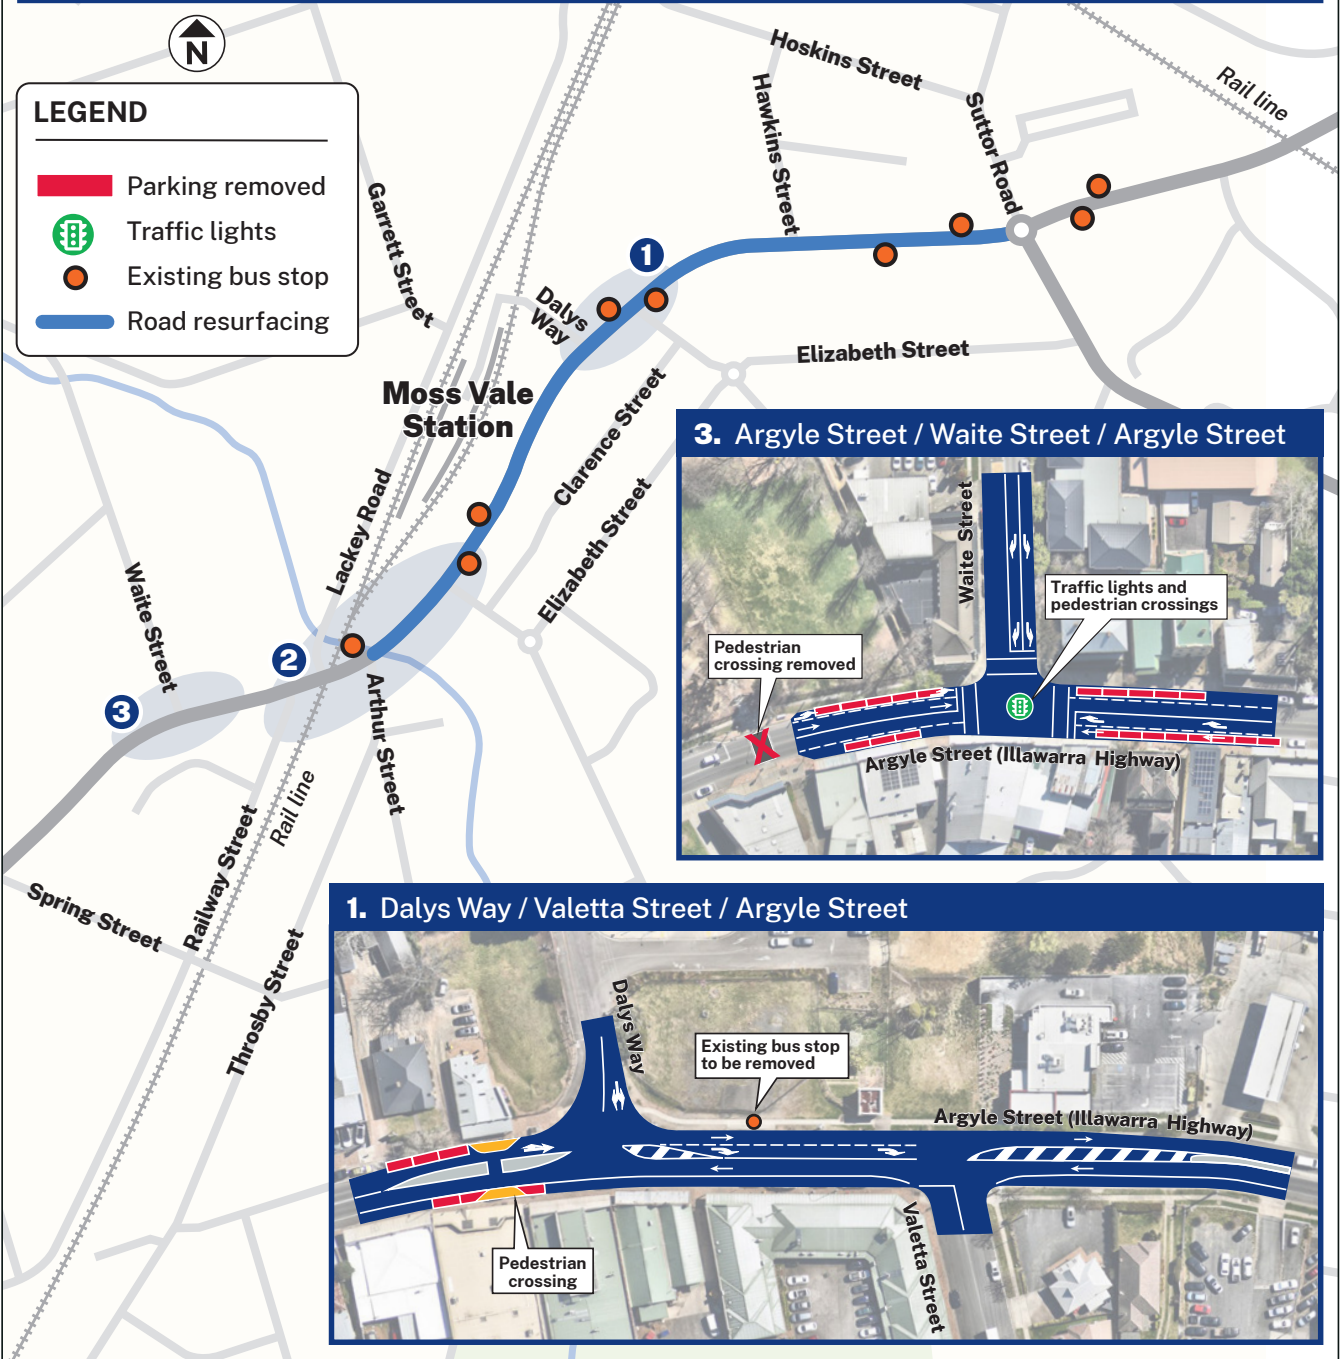 N
LEGEND
Parking removed
Traffic lights
Existing bus stop
Road resurfacing
Hoskins Street
Hawkins Street
Suttor Road
Rail line
Garrett Street
1
Dalys
Way
Elizabeth Street
Moss Vale
Station
Clarence Street
Elizabeth Street
Lackey Road
Waite Street
2
3
Arthur Street
Rail line
Railway Street
Spring Street
Throsby Street
3. Argyle Street / Waite Street / Argyle Street
Waite Street
Traffic lights and
pedestrian crossings
Pedestrian
crossing removed
X
Argyle Street (Illawarra Highway)
1. Dalys Way / Valetta Street / Argyle Street
Dalys Way
Existing bus stop
to be removed
Argyle Street (Illawarra Highway)
Pedestrian
crossing
Valetta Street